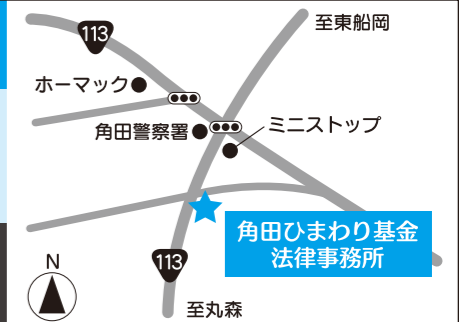 113
至東船岡
ホーマック
角田警察署
ミニストップ
角田ひまわり基金
法律事務所
N
113
至丸森